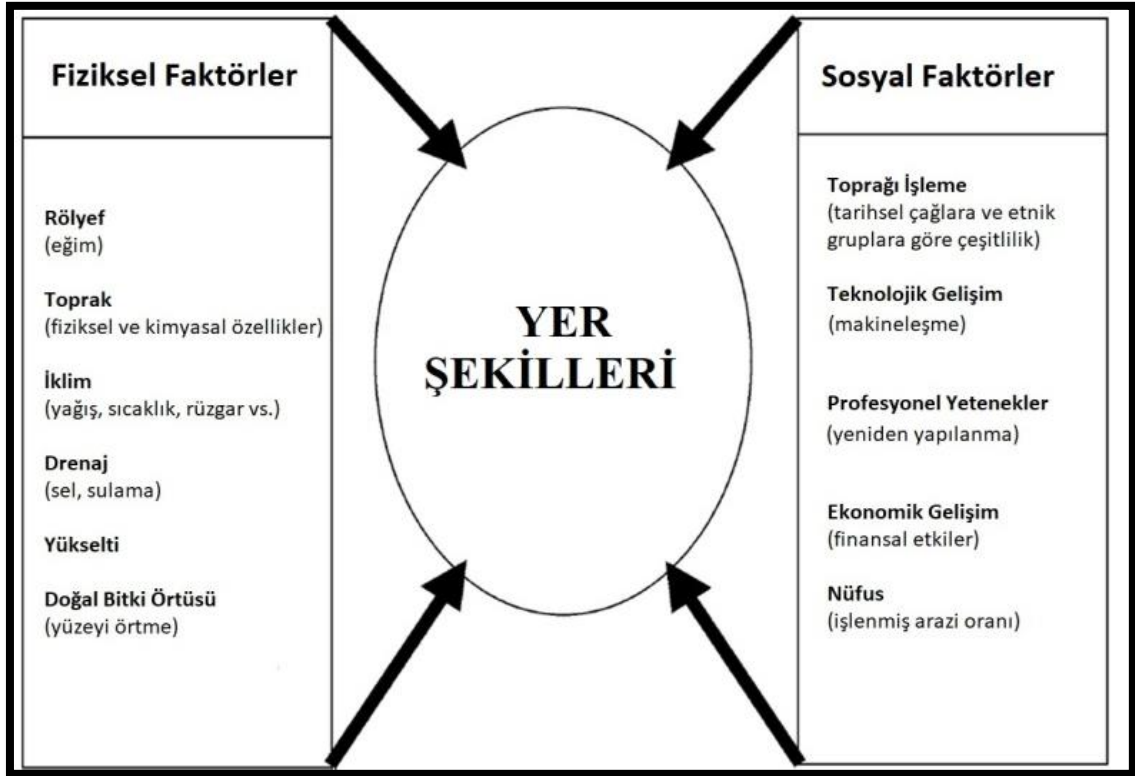 Fiziksel Faktörler
Rölyef
(eğim)
Toprak
(fiziksel ve kimyasal özellikler)
İklim
(yağış, sıcaklık, rüzgar vs.)
Drenaj
(sel, sulama)
Yükselti
Doğal Bitki Örtüsü
(yüzeyi örtme)
YER
ŞEKİLLERİ
Sosyal Faktörler
Toprağı İşleme
(tarihsel çağlara ve etnik
gruplara göre çeşitlilik)
Teknolojik Gelişim
(makineleşme)
Profesyonel Yetenekler
(yeniden yapılanma)
Ekonomik Gelişim
(finansal etkiler)
Nüfus
(işlenmiş arazi oranı)